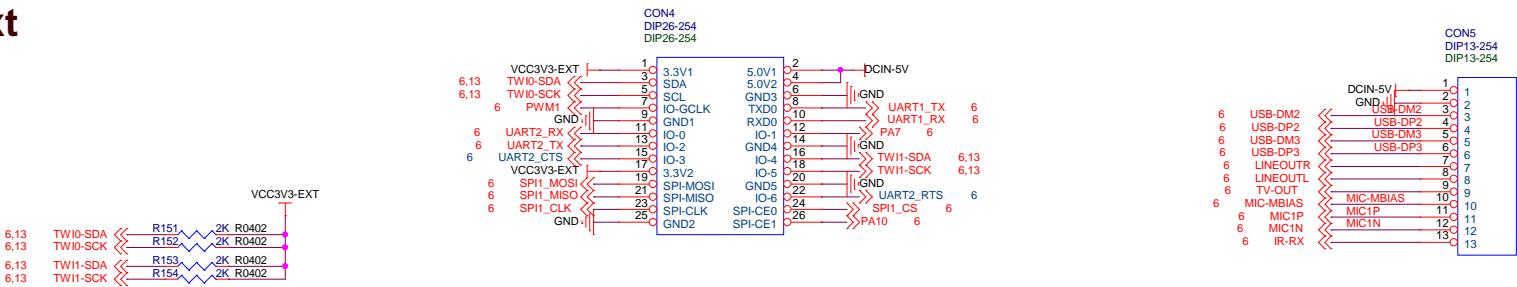 xt
CON4
DIP26-254
DIP26-254
VCC3V3-EXT 1 3.3V1 5.0V1 2 DCIN-5V
6,13 TWI0-SDA 3 SDA 5.0V2 4
6,13 TWI0-SCK 5 SCL GND3 6 GND
6 PWM1 7 IO-GCLK TXD0 8 UART1_TX 6
GND 9 GND1 RXD0 10 UART1_RX 6
6 UART2_RX 11 IO-0 IO-1 12 PA7 6
6 UART2_TX 13 IO-2 GND4 14 GND
6 UART2_CTS 15 IO-3 IO-4 16 TWI1-SDA 6,13
VCC3V3-EXT 17 3.3V2 IO-5 18 TWI1-SCK 6,13
6 SPI1_MOSI 19 SPI-MOSI GND5 20 GND
6 SPI1_MISO 21 SPI-MISO IO-6 22 UART2_RTS 6
6 SPI1_CLK 23 SPI-CLK SPI-CE0 24 SPI1_CS 6
GND 25 GND2 SPI-CE1 26 PA10 6
CON5
DIP13-254
DIP13-254
DCIN-5V 1 1
GND 2 2
6 USB-DM2 USB-DM2 3 3
6 USB-DP2 USB-DP2 4 4
6 USB-DM3 USB-DM3 5 5
6 USB-DP3 USB-DP3 6 6
6 LINEOUTR 7 7
6 LINEOUTL 8 8
6 TV-OUT 9 9
6 MIC-MBIAS MIC-MBIAS 10 10
6 MIC1P MIC1P 11 11
6 MIC1N MIC1N 12 12
6 IR-RX 13 13
VCC3V3-EXT
6,13 TWI0-SDA R151 2K R0402
6,13 TWI0-SCK R152 2K R0402
6,13 TWI1-SDA R153 2K R0402
6,13 TWI1-SCK R154 2K R0402